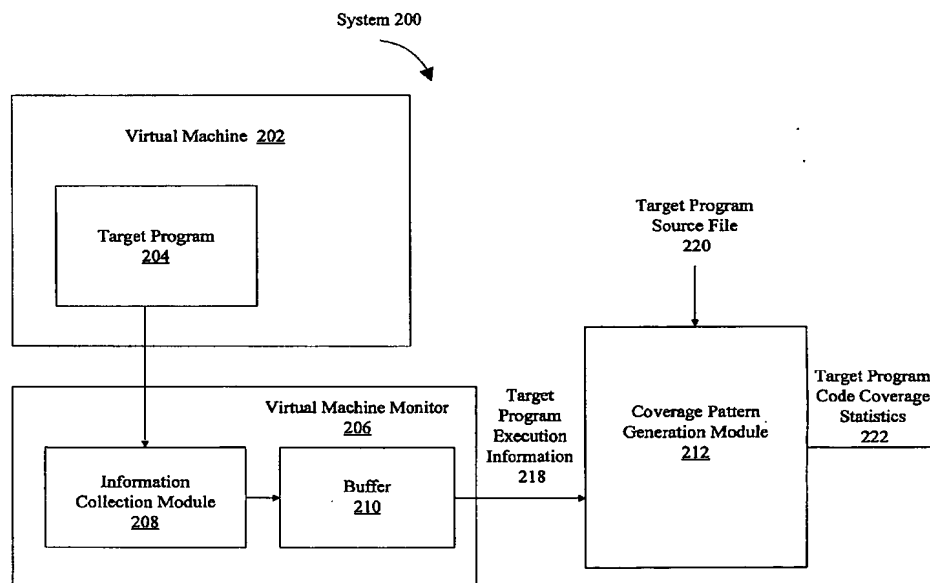 System 200
Virtual Machine 202
Target Program
204
Target Program
Source File
220
Virtual Machine Monitor
206
Information
Collection Module
208
Buffer
210
Target
Program
Execution
Information
218
Coverage Pattern
Generation Module
212
Target Program
Code Coverage
Statistics
222